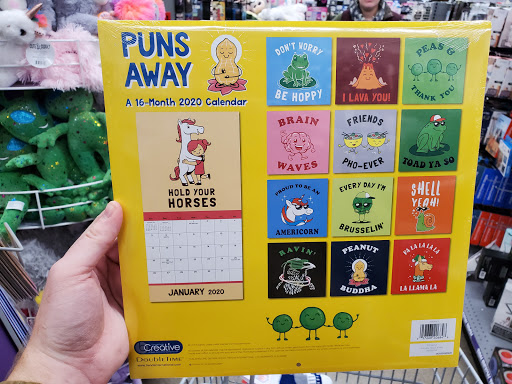 PUNS
AWAY
A 16-Month 2020 Calendar
HOLD YOUR
HORSES
JANUARY 2020
DON'T WORRY
BE HOPPY
I LAVA YOU!
PEAS &
THANK YOU
BRAIN
WAVES
FRIENDS
PHO-EVER
TOAD YA SO
PROUD TO BE AN
AMERICORN
EVERY DAY I'M
BRUSSELIN'
SHELL
YEAH!
RAVIN'
PEANUT
BUDDHA
FA LA LA LA LA
LA LLAMA LA
Creative
DOUBLETIME